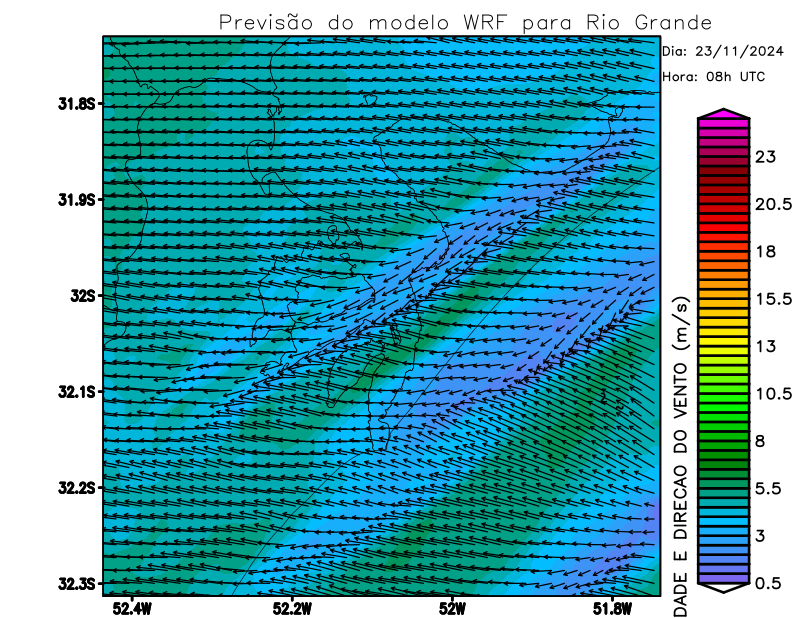 Previsão do modelo WRF para Rio Grande
Dia: 23/11/2024
Hora: 08h UTC
31.8S
31.9S
32S
32.1S
32.2S
32.3S
52.4W
52.2W
52W
51.8W
DADE E DIRECAO DO VENTO (m/s)
23
20.5
18
15.5
13
10.5
8
5.5
3
0.5